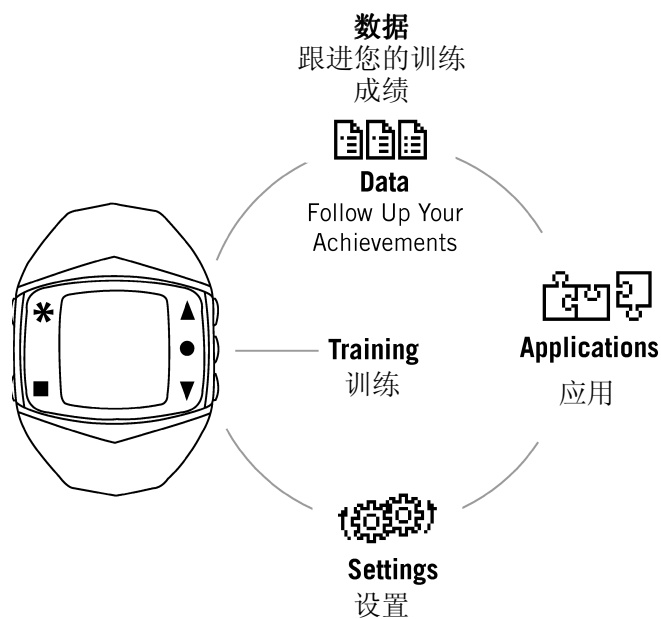 数据
跟进您的训练
成绩
Data
Follow Up Your
Achievements
Training
训练
Applications
应用
Settings
设置